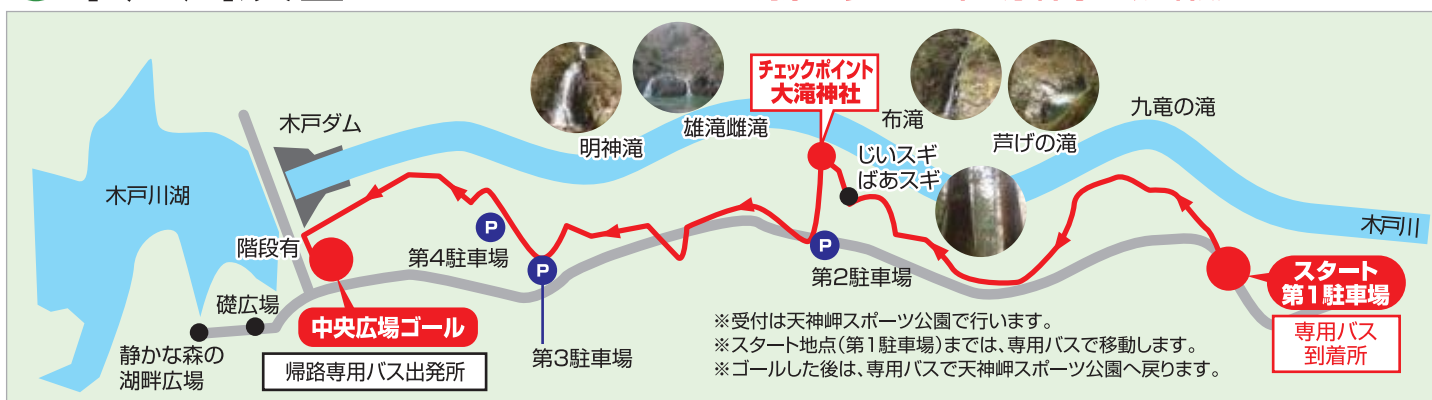 チェックポイント
大滝神社
木戸ダム
明神滝
雄滝雌滝
布滝
芦げの滝
九竜の滝
じいスギ
ばあスギ
木戸川湖
木戸川
階段有
第4駐車場
第2駐車場
スタート
第1駐車場
礎広場
中央広場ゴール
静かな森の
湖畔広場
帰路専用バス出発所
P
P
P
第3駐車場
専用バス
到着所
※受付は天神岬スポーツ公園で行います。
※スタート地点(第1駐車場)までは、専用バスで移動します。
※ゴールした後は、専用バスで天神岬スポーツ公園へ戻ります。